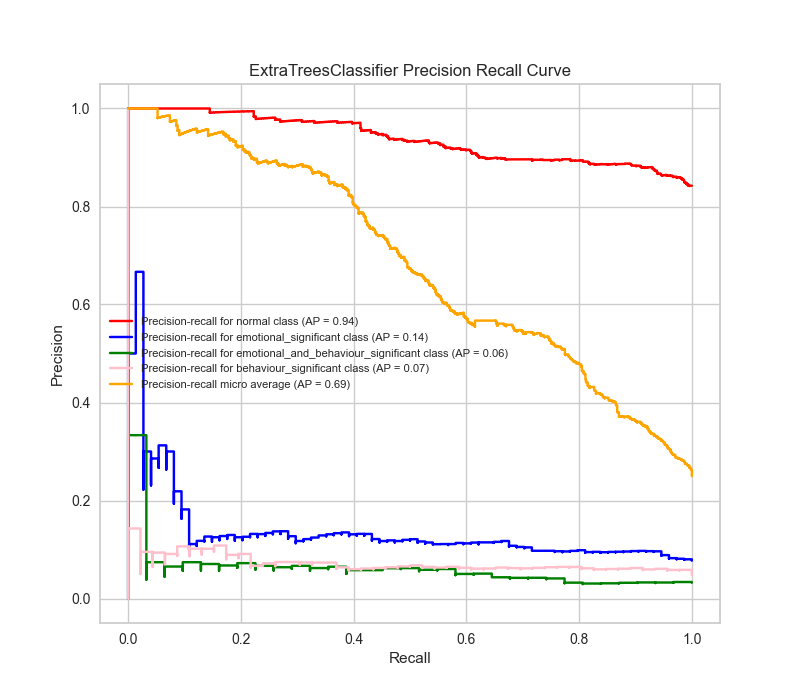 ExtraTreesClassifier Precision Recall Curve
1.0
0.8
0.6
0.4
0.2
0.0
Precision
Precision-recall for normal class (AP = 0.94)
Precision-recall for emotional_significant class (AP = 0.14)
Precision-recall for emotional_and_behaviour_significant class (AP = 0.06)
Precision-recall for behaviour_significant class (AP = 0.07)
Precision-recall micro average (AP = 0.69)
0.0 0.2 0.4 0.6 0.8 1.0
Recall